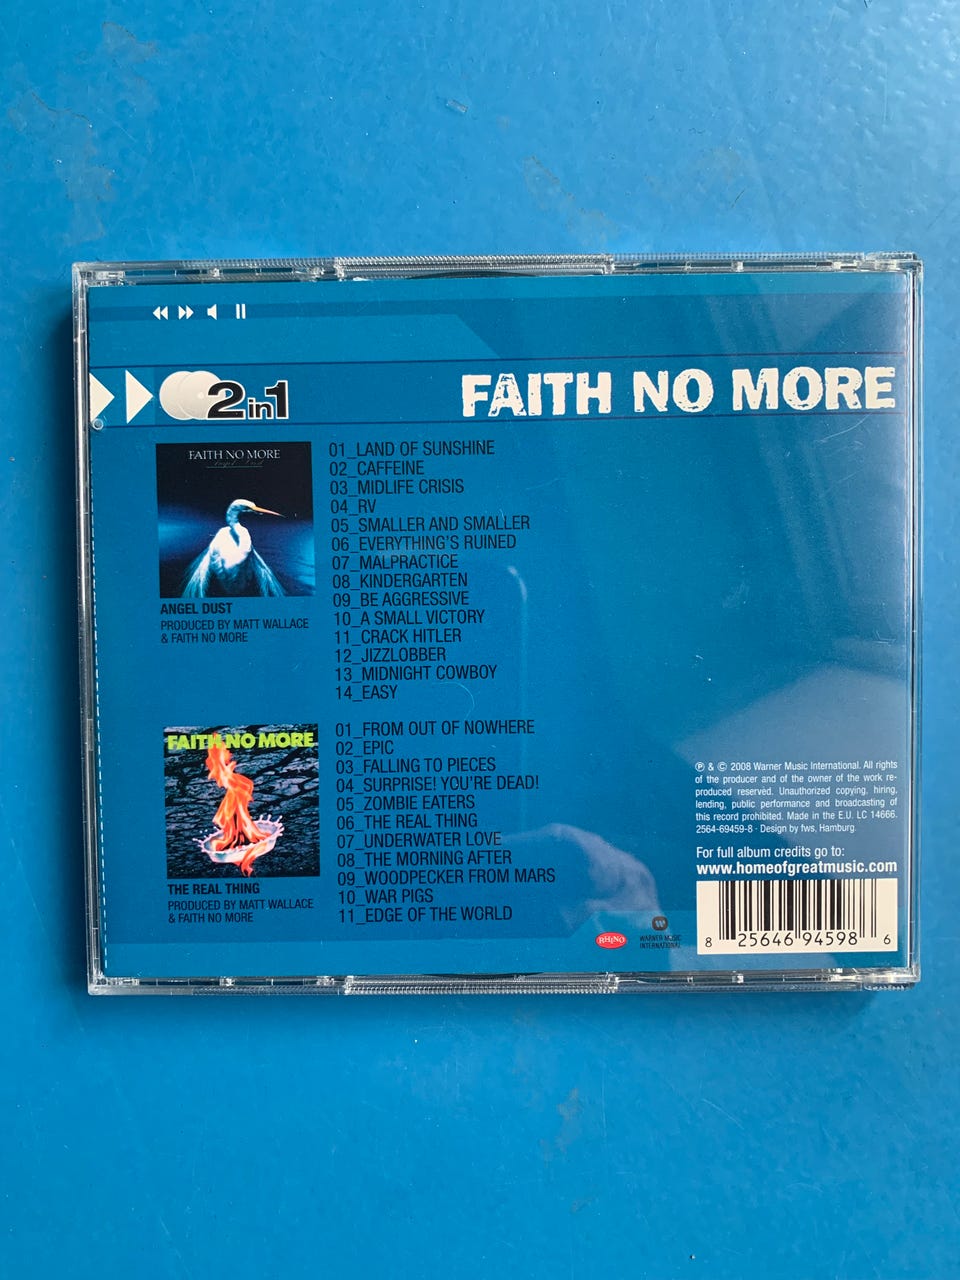 2in1
FAITH NO MORE
FAITH NO MORE
Angel Dust
01_LAND OF SUNSHINE
02_CAFFEINE
03_MIDLIFE CRISIS
04_RV
05_SMALLER AND SMALLER
06_EVERYTHING'S RUINED
07_MALPRACTICE
08_KINDERGARTEN
09_BE AGGRESSIVE
10_A SMALL VICTORY
11_CRACK HITLER
12_JIZZLOBBER
13_MIDNIGHT COWBOY
14_EASY
ANGEL DUST
PRODUCED BY MATT WALLACE
& FAITH NO MORE
FAITH NO MORE
01_FROM OUT OF NOWHERE
02_EPIC
03_FALLING TO PIECES
04_SURPRISE! YOU'RE DEAD!
05_ZOMBIE EATERS
06_THE REAL THING
07_UNDERWATER LOVE
08_THE MORNING AFTER
09_WOODPECKER FROM MARS
10_WAR PIGS
11_EDGE OF THE WORLD
THE REAL THING
PRODUCED BY MATT WALLACE
& FAITH NO MORE
℗ & © 2008 Warner Music International. All rights
of the producer and of the owner of the work re-
produced reserved. Unauthorized copying, hiring,
lending, public performance and broadcasting of
this record prohibited. Made in the E.U. LC 14666.
2564-69459-8 · Design by fws, Hamburg.
For full album credits go to:
www.homeofgreatmusic.com
RHINO
WARNER MUSIC
INTERNATIONAL
8 25646 94598 6